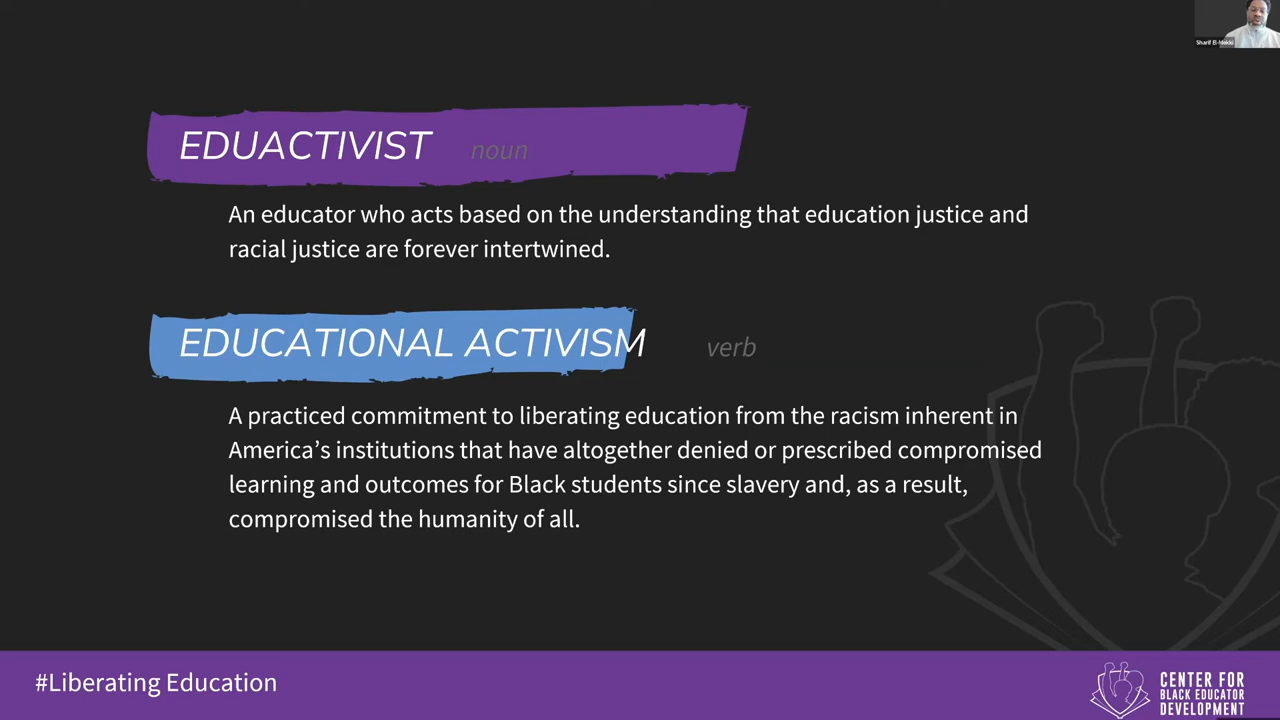 Sharif El-Mekki
EDUACTIVIST noun
An educator who acts based on the understanding that education justice and
racial justice are forever intertwined.
EDUCATIONAL ACTIVISM verb
A practiced commitment to liberating education from the racism inherent in
America’s institutions that have altogether denied or prescribed compromised
learning and outcomes for Black students since slavery and, as a result,
compromised the humanity of all.
#Liberating Education
CENTER FOR
BLACK EDUCATOR
DEVELOPMENT